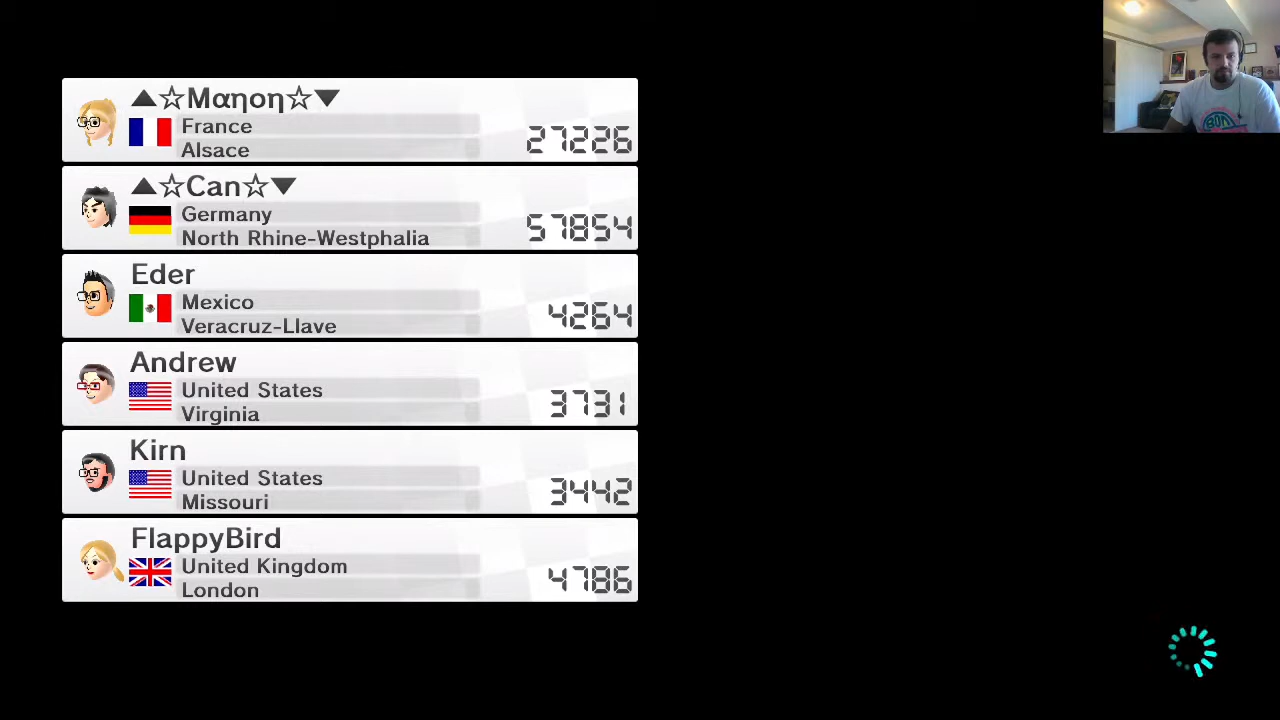 ▲☆Mαηoη☆▼
France
Alsace
27226
▲☆Can☆▼
Germany
North Rhine-Westphalia
57854
Eder
Mexico
Veracruz-Llave
4264
Andrew
United States
Virginia
3731
Kirn
United States
Missouri
3442
FlappyBird
United Kingdom
London
4786